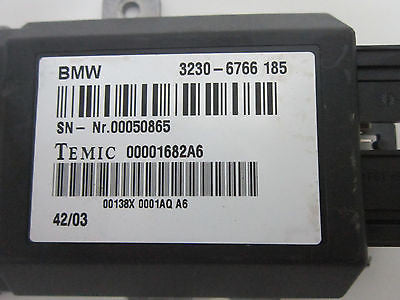 BMW 3230-6766 185
SN- Nr.00050865
TEMIC 00001682A6
00138X 0001AQ A6
42/03